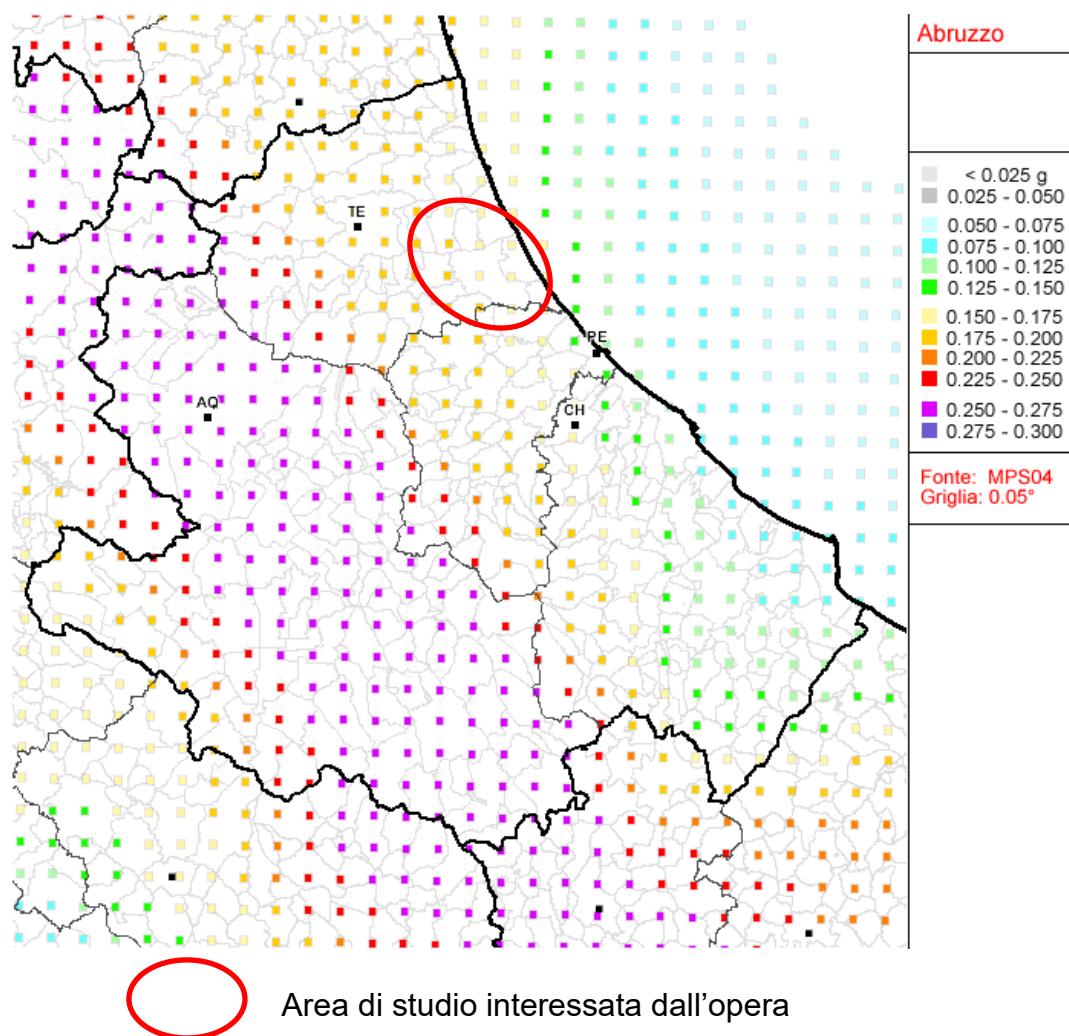 Abruzzo
< 0.025 g
0.025 - 0.050
0.050 - 0.075
0.075 - 0.100
0.100 - 0.125
0.125 - 0.150
0.150 - 0.175
0.175 - 0.200
0.200 - 0.225
0.225 - 0.250
0.250 - 0.275
0.275 - 0.300
Fonte: MPS04
Griglia: 0.05°
TE
PE
AQ
CH
Area di studio interessata dall'opera